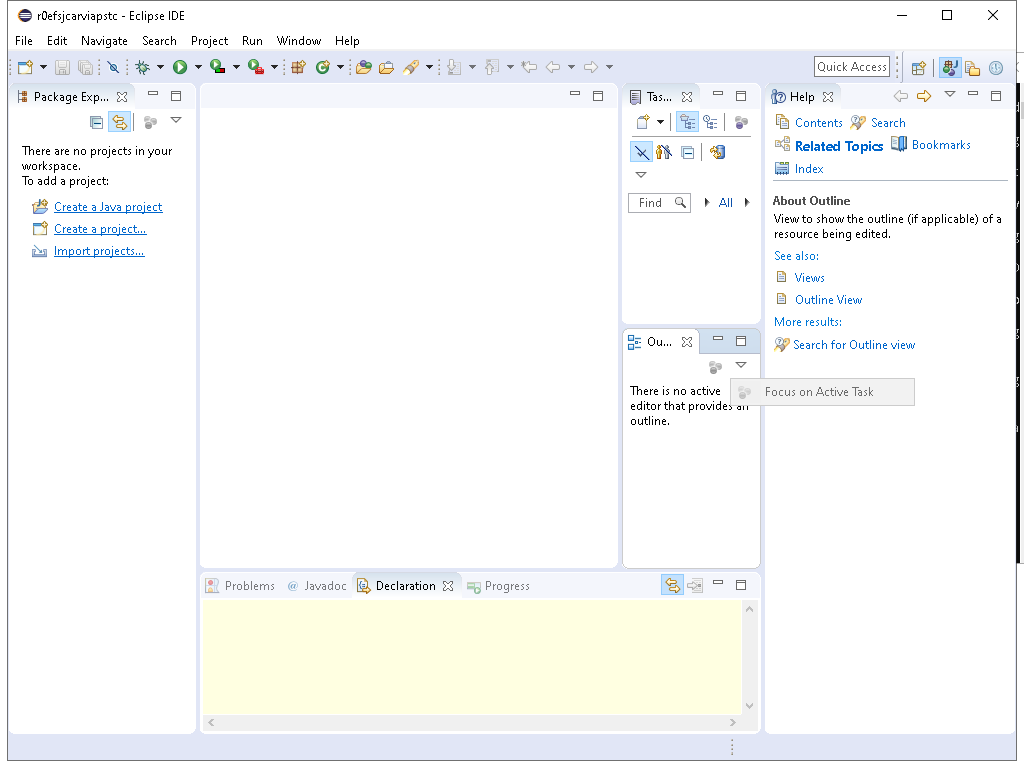 r0efsjcarviapstc - Eclipse IDE
File Edit Navigate Search Project Run Window Help
Quick Access
Package Exp...
There are no projects in your
workspace.
To add a project:
Create a Java project
Create a project...
Import projects...
Tas...
Find
All
Ou...
There is no active
editor that provides an
outline.
Focus on Active Task
Help
Contents
Search
Related Topics
Bookmarks
Index
About Outline
View to show the outline (if applicable) of a
resource being edited.
See also:
Views
Outline View
More results:
Search for Outline view
Problems
@ Javadoc
Declaration
Progress